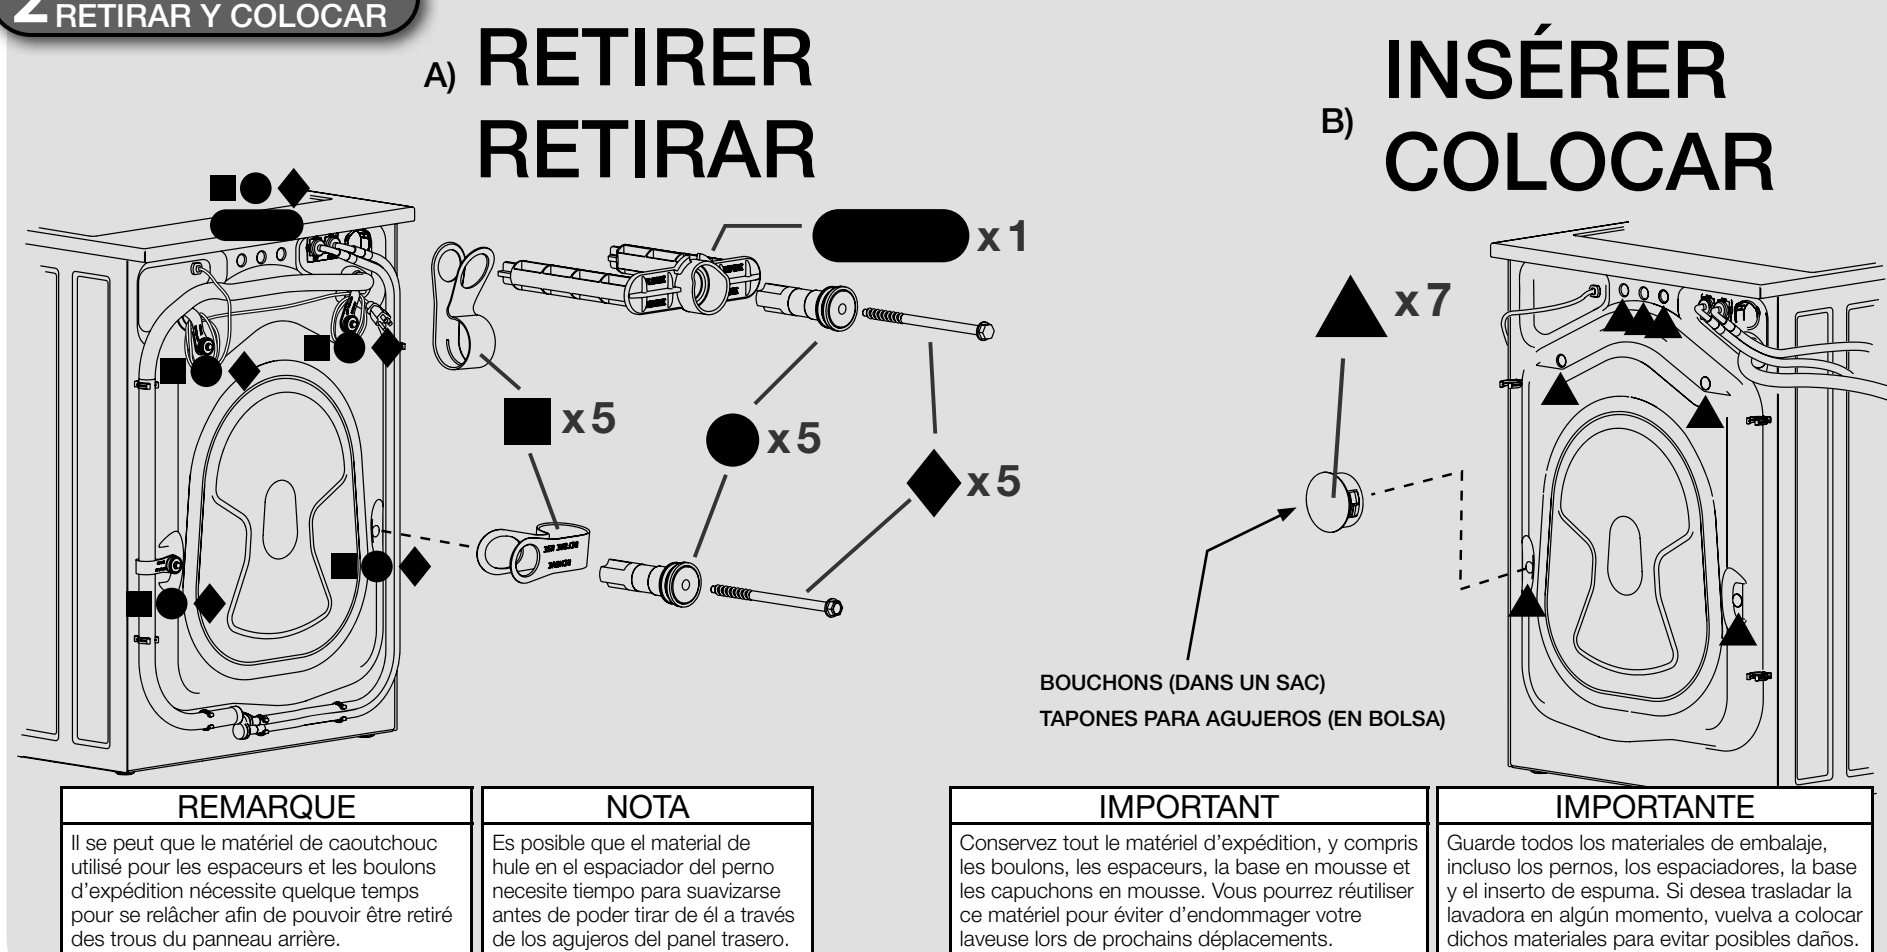 2 RETIRAR Y COLOCAR
A) RETIRER
RETIRAR
x1
x5
x5
x5
B) INSÉRER
COLOCAR
x7
BOUCHONS (DANS UN SAC)
TAPONES PARA AGUJEROS (EN BOLSA)
REMARQUE
Il se peut que le matériel de caoutchouc
utilisé pour les espaceurs et les boulons
d’expédition nécessite quelque temps
pour se relâcher afin de pouvoir être retiré
des trous du panneau arrière.
NOTA
Es posible que el material de
hule en el espaciador del perno
necesite tiempo para suavizarse
antes de poder tirar de él a través
de los agujeros del panel trasero.
IMPORTANT
Conservez tout le matériel d’expédition, y compris
les boulons, les espaceurs, la base en mousse et
les capuchons en mousse. Vous pourrez réutiliser
ce matériel pour éviter d’endommager votre
laveuse lors de prochains déplacements.
IMPORTANTE
Guarde todos los materiales de embalaje,
incluso los pernos, los espaciadores, la base
y el inserto de espuma. Si desea trasladar la
lavadora en algún momento, vuelva a colocar
dichos materiales para evitar posibles daños.